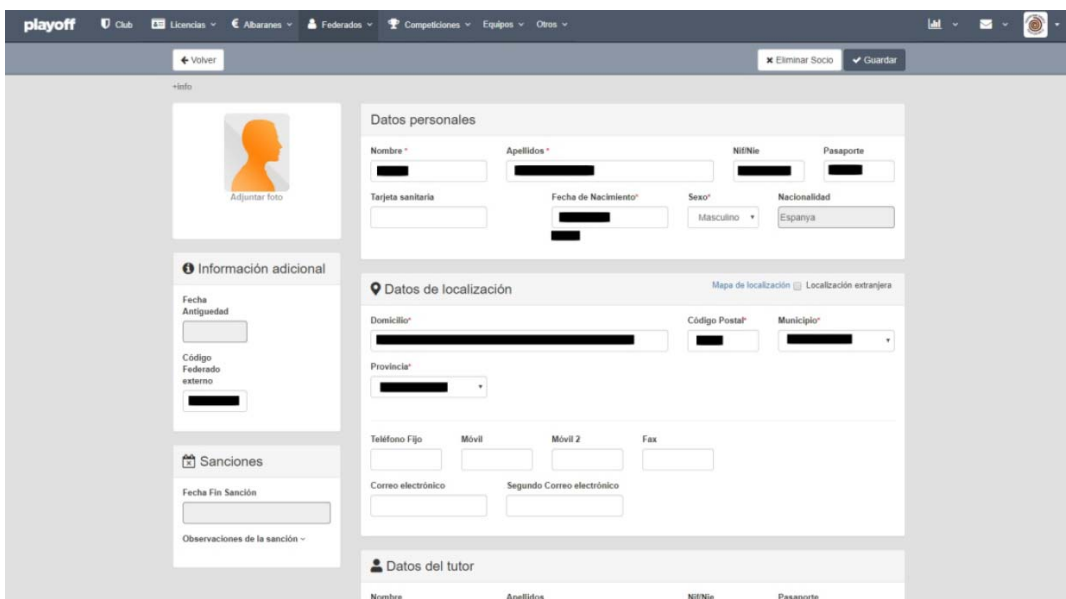 playoff Club Licencias € Albaranes Federados Competiciones Equipos Otros
Volver Eliminar Socio Guardar
+info
Adjuntar foto
Datos personales
Nombre * Apellidos * Nif/Nie Pasaporte
Tarjeta sanitaria Fecha de Nacimiento* Sexo* Nacionalidad
Masculino Espanya
Información adicional
Fecha
Antiguedad
Código
Federado
externo
Datos de localización Mapa de localización Localización extranjera
Domicilio* Código Postal* Municipio*
Provincia*
Teléfono Fijo Móvil Móvil 2 Fax
Correo electrónico Segundo Correo electrónico
Sanciones
Fecha Fin Sanción
Observaciones de la sanción
Datos del tutor
Nombre Apellidos Nif/Nie Pasaporte